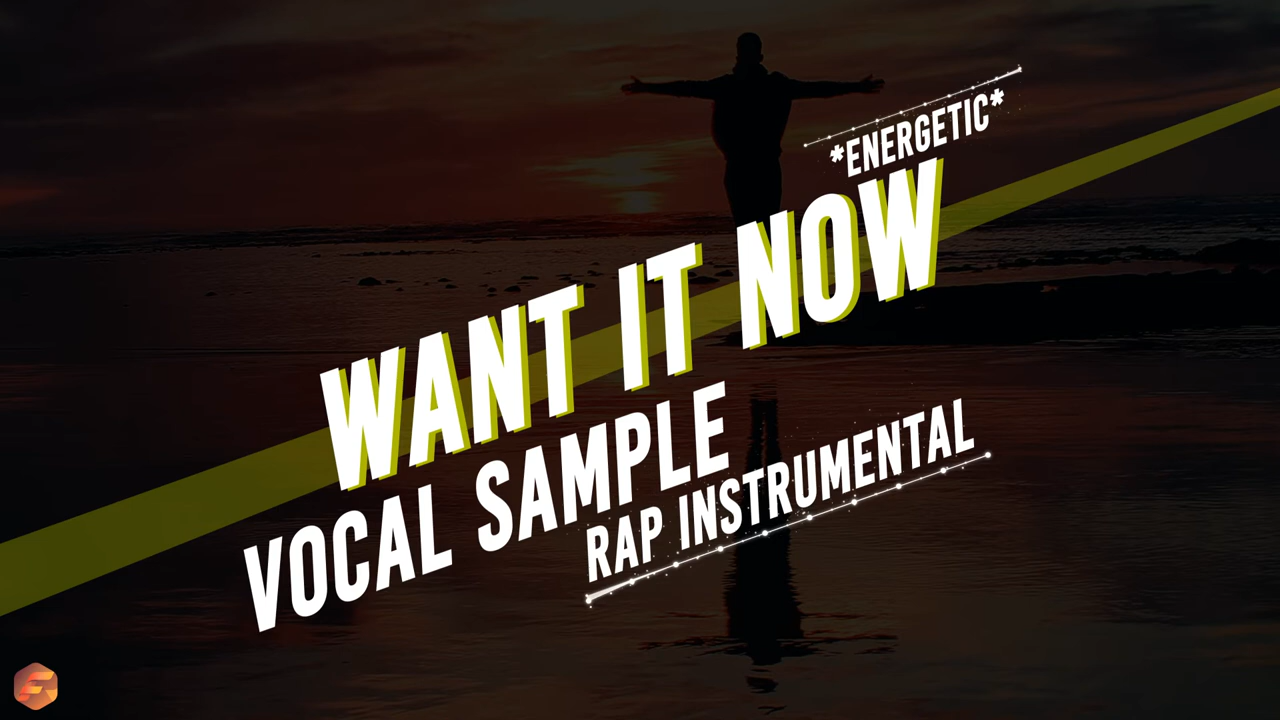 *ENERGETIC*
WANT IT NOW
VOCAL SAMPLE
RAP INSTRUMENTAL